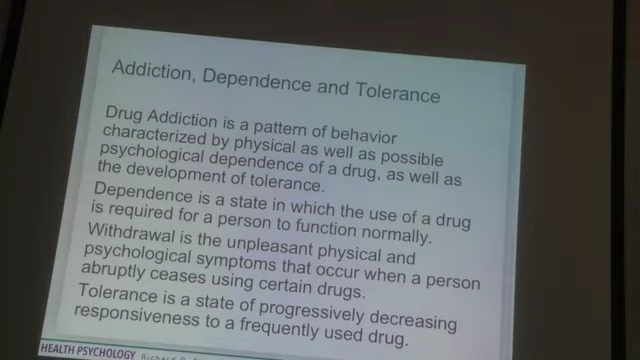 Addiction, Dependence and Tolerance
Drug Addiction is a pattern of behavior
characterized by physical as well as possible
psychological dependence of a drug, as well as
the development of tolerance.
Dependence is a state in which the use of a drug
is required for a person to function normally.
Withdrawal is the unpleasant physical and
psychological symptoms that occur when a person
abruptly ceases using certain drugs.
Tolerance is a state of progressively decreasing
responsiveness to a frequently used drug.
HEALTH PSYCHOLOGY Richard